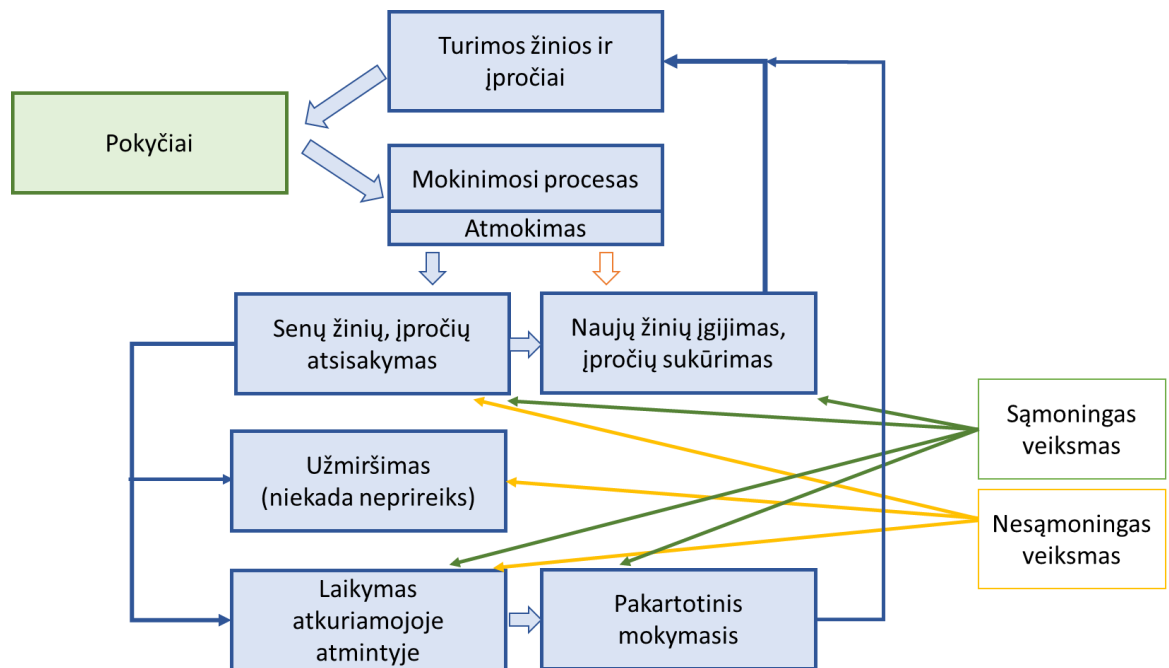 Turimos žinios ir
įpročiai
Pokyčiai
Mokinimosi procesas
Atmokimas
Senų žinių, įpročių
atsisakymas
Naujų žinių įgijimas,
įpročių sukūrimas
Sąmoningas
veiksmas
Užmiršimas
(niekada neprireiks)
Nesąmoningas
veiksmas
Laikymas
atkuriamojoje
atmintyje
Pakartotinis
mokymasis